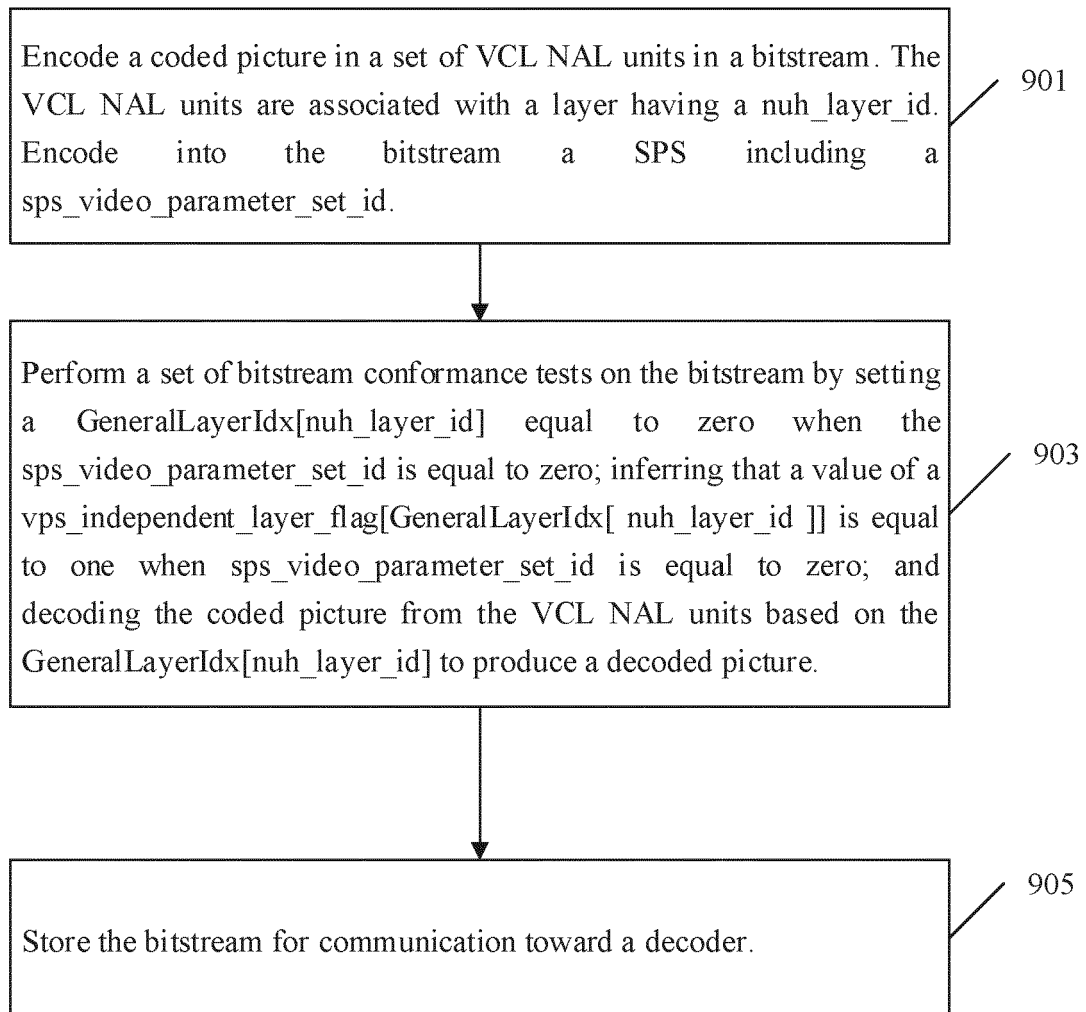 Encode a coded picture in a set of VCL NAL units in a bitstream. The
VCL NAL units are associated with a layer having a nuh_layer_id.
Encode into the bitstream a SPS including a
sps_video_parameter_set_id.
901
Perform a set of bitstream conformance tests on the bitstream by setting
a GeneralLayerIdx[nuh_layer_id] equal to zero when the
sps_video_parameter_set_id is equal to zero; inferring that a value of a
vps_independent_layer_flag[GeneralLayerIdx[ nuh_layer_id ]] is equal
to one when sps_video_parameter_set_id is equal to zero; and
decoding the coded picture from the VCL NAL units based on the
GeneralLayerIdx[nuh_layer_id] to produce a decoded picture.
903
Store the bitstream for communication toward a decoder.
905